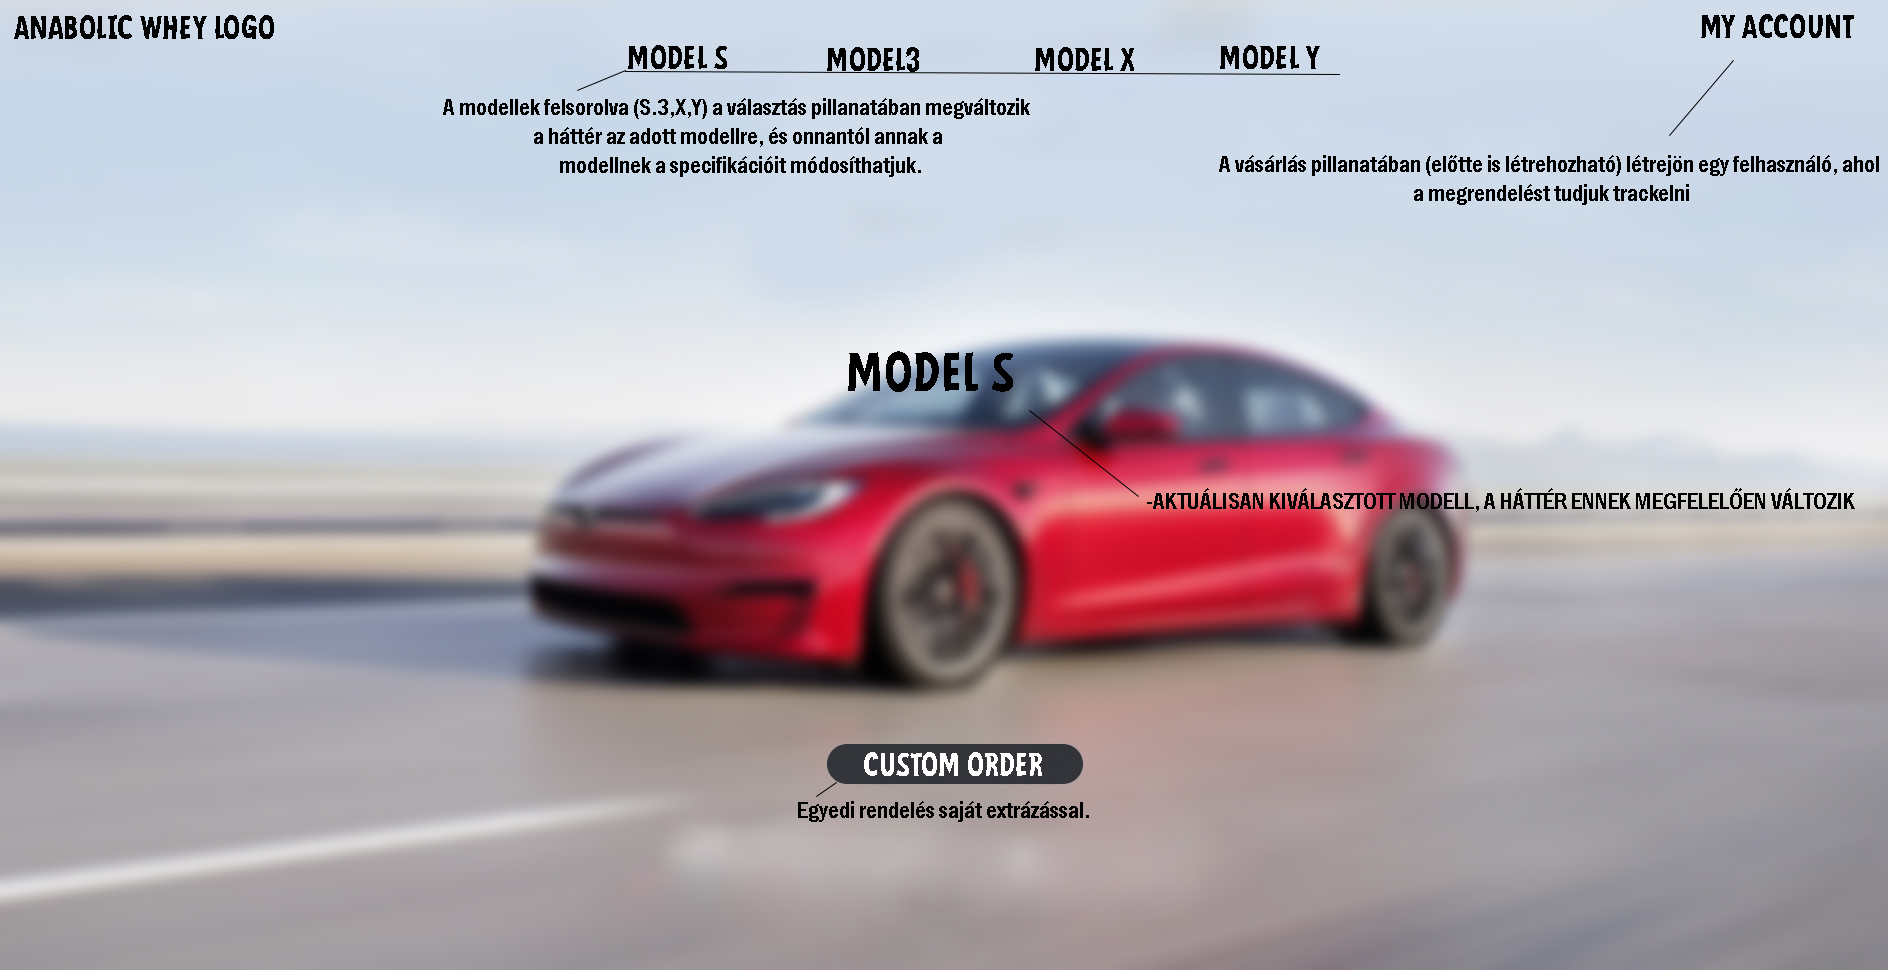 ANABOLIC WHEY LOGO
MY ACCOUNT
MODEL S
MODEL3
MODEL X
MODEL Y
A modellek felsorolva (S.3,X,Y) a választás pillanatában megváltozik
a háttér az adott modellre, és onnantól annak a
modellnek a specifikációit módosíthatjuk.
A vásárlás pillanatában (előtte is létrehozható) létrejön egy felhasználó, ahol
a megrendelést tudjuk trackelni
MODEL S
-AKTUÁLISAN KIVÁLASZTOTT MODELL, A HÁTTÉR ENNEK MEGFELELŐEN VÁLTOZIK
CUSTOM ORDER
Egyedi rendelés saját extrázással.